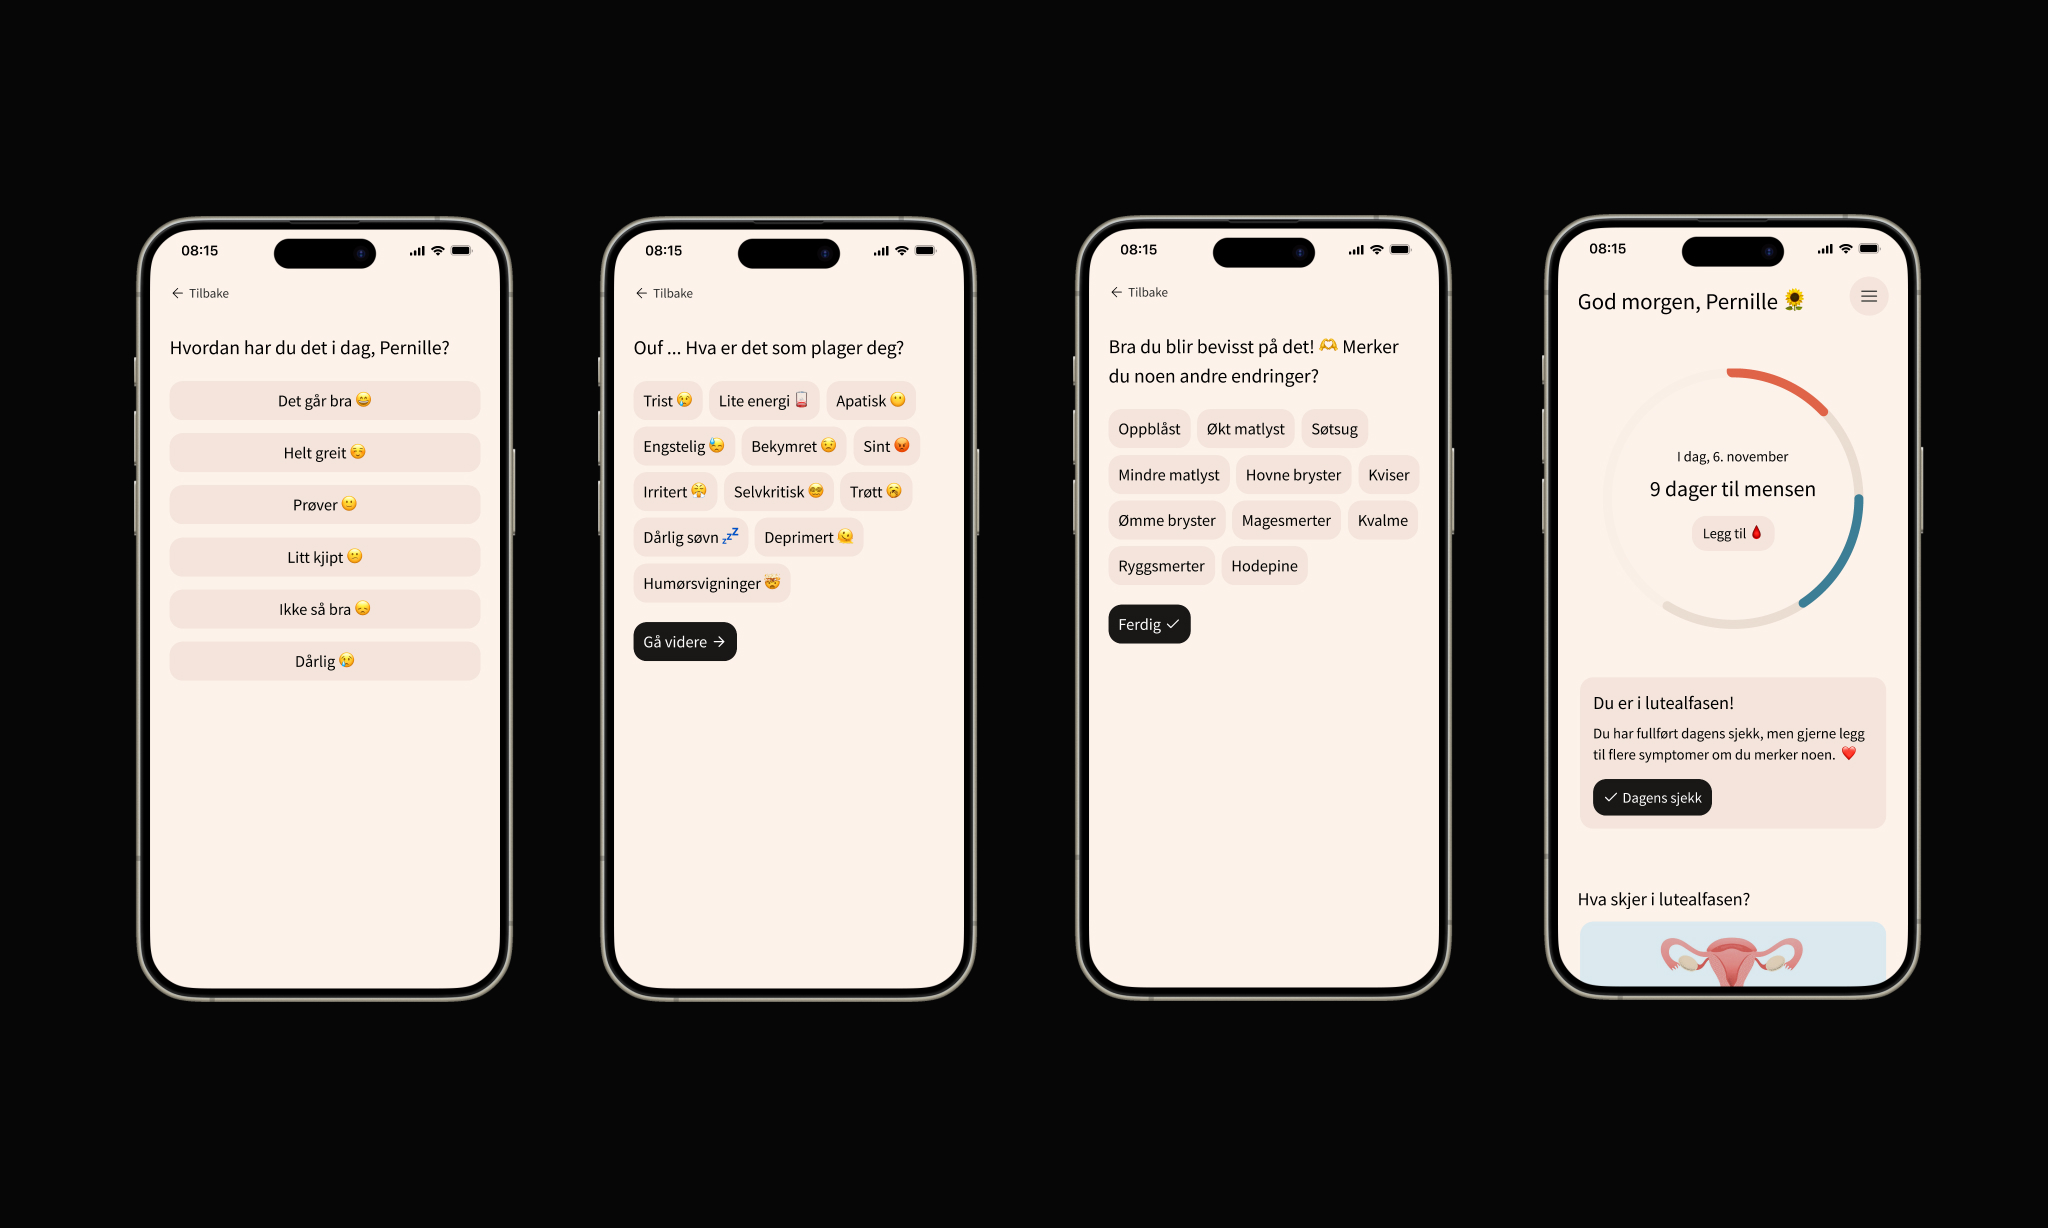 08:15
Tilbake
Hvordan har du det i dag, Pernille?
Det går bra 😄
Helt greit ☺️
Prøver 🙂
Litt kjipt 😕
Ikke så bra 😞
Dårlig 😢
08:15
Tilbake
Ouf ... Hva er det som plager deg?
Trist 😢 Lite energi 🪫 Apatisk 😶
Engstelig 😓 Bekymret 😟 Sint 😡
Irritert 😤 Selvkritisk 😵‍💫 Trøtt 🥱
Dårlig søvn 💤 Deprimert 🫠
Humørsvigninger 🤯
Gå videre →
08:15
Tilbake
Bra du blir bevisst på det! 🫶 Merker
du noen andre endringer?
Oppblåst Økt matlyst Søtsug
Mindre matlyst Hovne bryster Kviser
Ømme bryster Magesmerter Kvalme
Ryggsmerter Hodepine
Ferdig ✓
08:15
God morgen, Pernille 🌻
I dag, 6. november
9 dager til mensen
Legg til 🩸
Du er i lutealfasen!
Du har fullført dagens sjekk, men gjerne legg
til flere symptomer om du merker noen. ❤️
✓ Dagens sjekk
Hva skjer i lutealfasen?